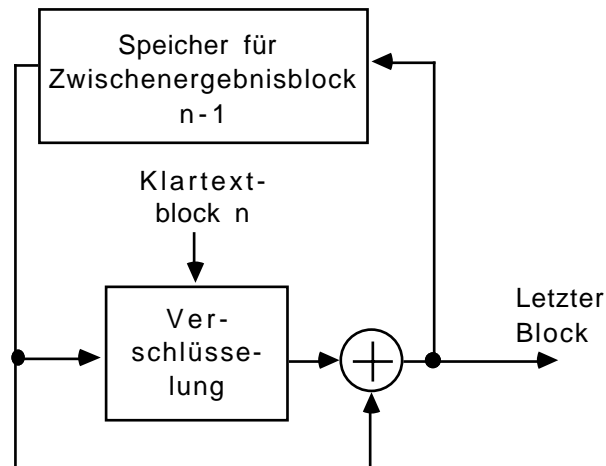 Speicher für
Zwischenergebnisblock
n-1
Klartext-
block n
Ver-
schlüsse-
lung
Letzter
Block